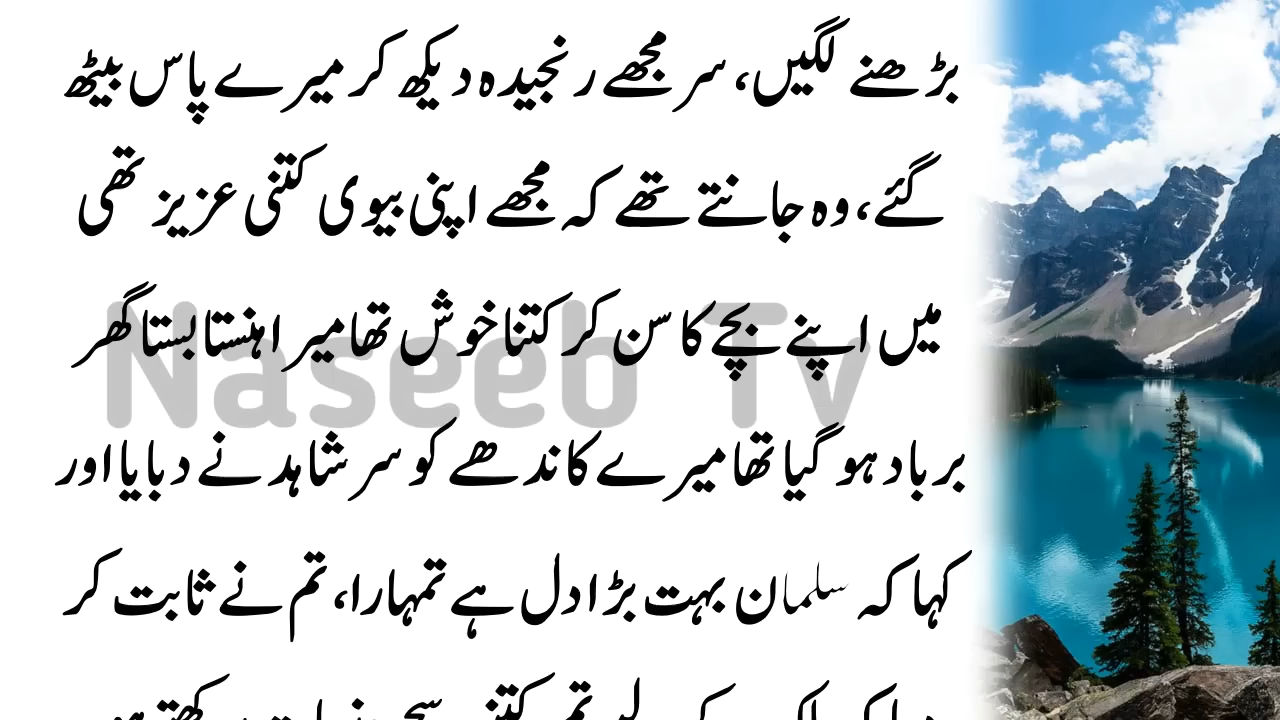 بڑھنے لگیں، سر مجھے رنجیدہ دیکھ کر میرے پاس بیٹھ
گئے، وہ جانتے تھے کہ مجھے اپنی بیوی کتنی عزیز تھی
میں اپنے بچے کا سن کر کتنا خوش تھا میرا ہنستا بستا گھر
برباد ہو گیا تھا میرے کاندھے کو سر شاہد نے دبایا اور
کہا کہ سلمان بہت بڑا دل ہے تمہارا، تم نے ثابت کر
Naseeb Tv